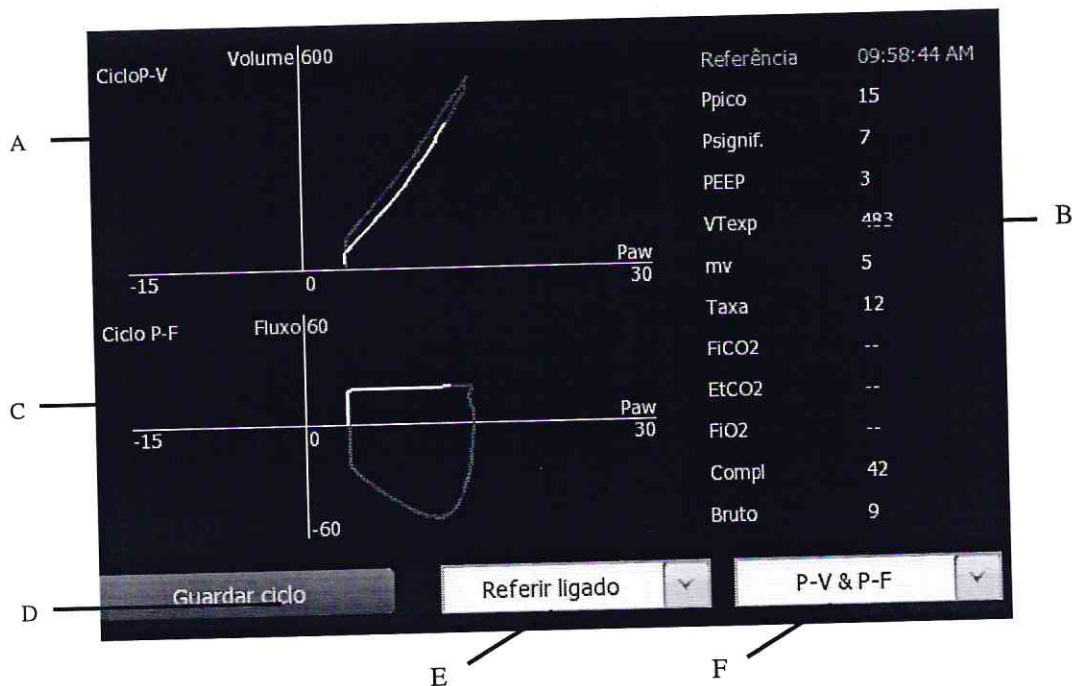 CicloP-V
Volume 600
A
Paw
-15 0 30
Ciclo P-F
Fluxo 60
C
Paw
-15 0 30
-60
Referência 09:58:44 AM
Ppico 15
Psignif. 7
PEEP 3
VTexp 483
B
mv 5
Taxa 12
FiCO2 --
EtCO2 --
FiO2 --
Compl 42
Bruto 9
Guardar ciclo
Referir ligado
P-V & P-F
D
E
F